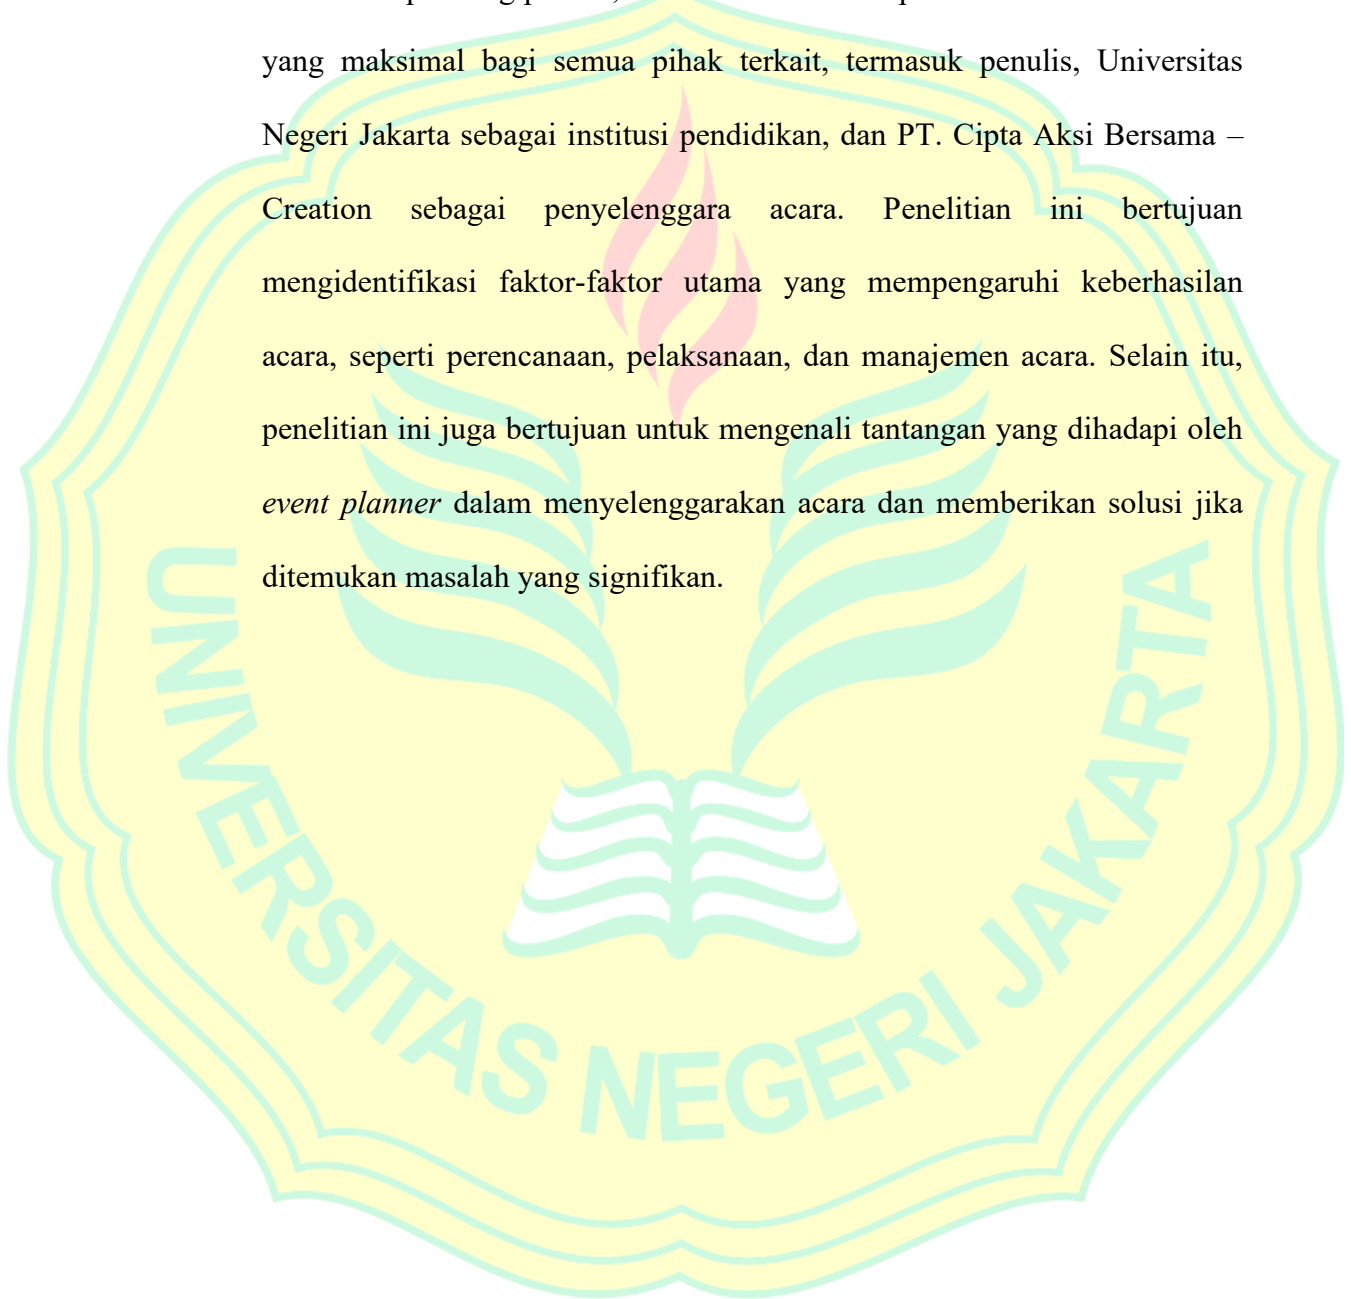 yang maksimal bagi semua pihak terkait, termasuk penulis, Universitas
Negeri Jakarta sebagai institusi pendidikan, dan PT. Cipta Aksi Bersama –
Creation sebagai penyelenggara acara. Penelitian ini bertujuan
mengidentifikasi faktor-faktor utama yang mempengaruhi keberhasilan
acara, seperti perencanaan, pelaksanaan, dan manajemen acara. Selain itu,
penelitian ini juga bertujuan untuk mengenali tantangan yang dihadapi oleh
event planner dalam menyelenggarakan acara dan memberikan solusi jika
ditemukan masalah yang signifikan.
UNIVERSITAS NEGERI JAKARTA